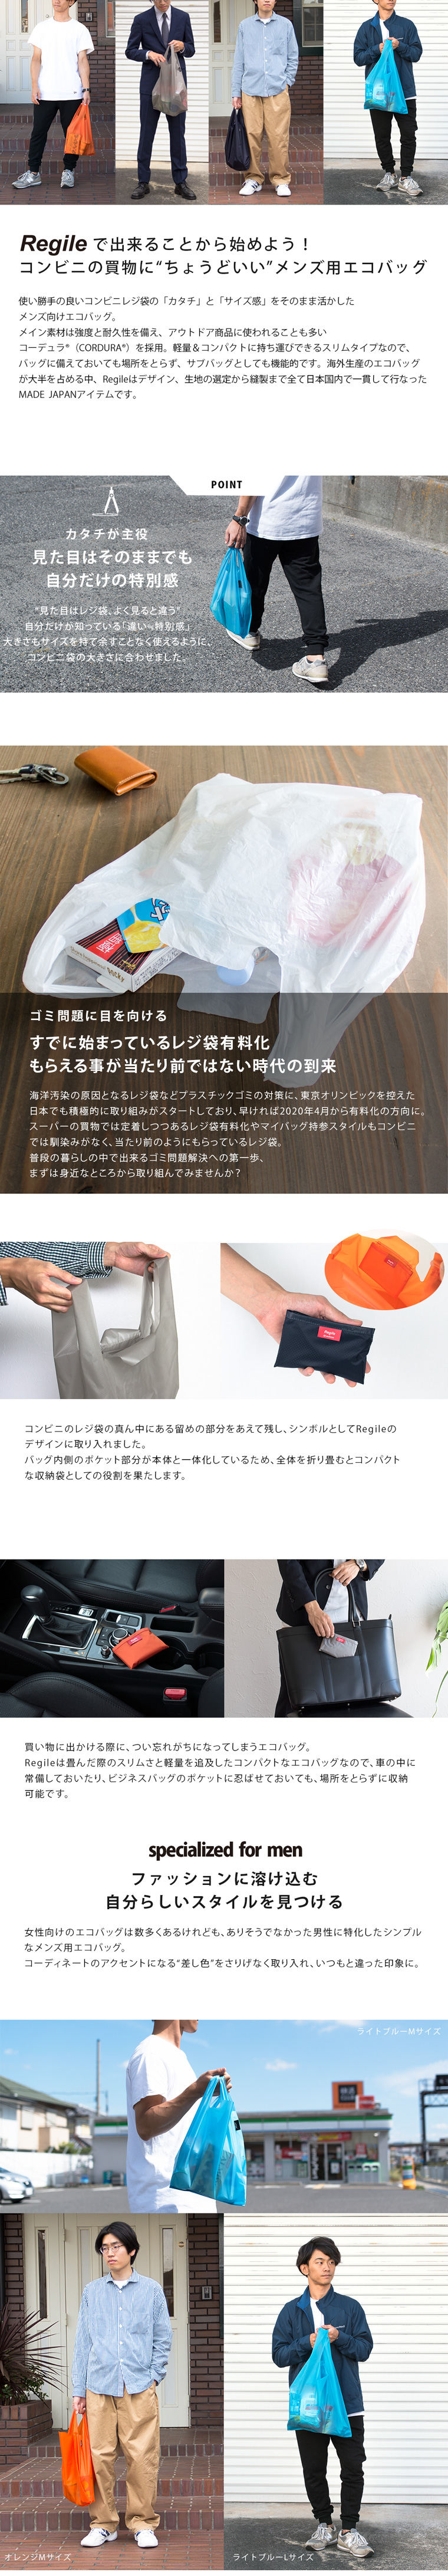 Regile で出来ることから始めよう！
コンビニの買物に“ちょうどいい”メンズ用エコバッグ
使い勝手の良いコンビニレジ袋の「カタチ」と「サイズ感」をそのまま活かした
メンズ向けエコバッグ。
メイン素材は強度と耐久性を備え、アウトドア商品に使われることも多い
コーデュラ®（CORDURA®）を採用。軽量＆コンパクトに持ち運びできるスリムタイプなので、
バッグに備えておいても場所をとらず、サブバッグとしても機能的です。海外生産のエコバッグ
が大半を占める中、Regileはデザイン、生地の選定から縫製まで全て日本国内で一貫して行なった
MADE JAPANアイテムです。
POINT
カタチが主役
見た目はそのままでも
自分だけの特別感
“見た目はレジ袋、よく見ると違う”
自分だけが知っている「違い・特別感」
大きさもサイズを持て余すことなく使えるように、
コンビニ袋の大きさに合わせました。
ゴミ問題に目を向ける
すでに始まっているレジ袋有料化
もらえる事が当たり前ではない時代の到来
海洋汚染の原因となるレジ袋などプラスチックゴミの対策に、東京オリンピックを控えた
日本でも積極的に取り組みがスタートしており、早ければ2020年4月から有料化の方向に。
スーパーの買物では定着しつつあるレジ袋有料化やマイバッグ持参スタイルもコンビニ
では馴染みがなく、当たり前のようにもらっているレジ袋。
普段の暮らしの中で出来るゴミ問題解決への第一歩、
まずは身近なところから取り組んでみませんか？
Regile
コンビニのレジ袋の真ん中にある留めの部分をあえて残し、シンボルとしてRegileの
デザインに取り入れました。
バッグ内側のポケット部分が本体と一体化しているため、全体を折り畳むとコンパクト
な収納袋としての役割を果たします。
買い物に出かける際に、つい忘れがちになってしまうエコバッグ。
Regileは畳んだ際のスリムさと軽量を追及したコンパクトなエコバッグなので、車の中に
常備しておいたり、ビジネスバッグのポケットに忍ばせておいても、場所をとらずに収納
可能です。
specialized for men
ファッションに溶け込む
自分らしいスタイルを見つける
女性向けのエコバッグは数多くあるけれども、ありそうでなかった男性に特化したシンプル
なメンズ用エコバッグ。
コーディネートのアクセントになる“差し色”をさりげなく取り入れ、いつもと違った印象に。
ライトブルーMサイズ
オレンジMサイズ
ライトブルーLサイズ